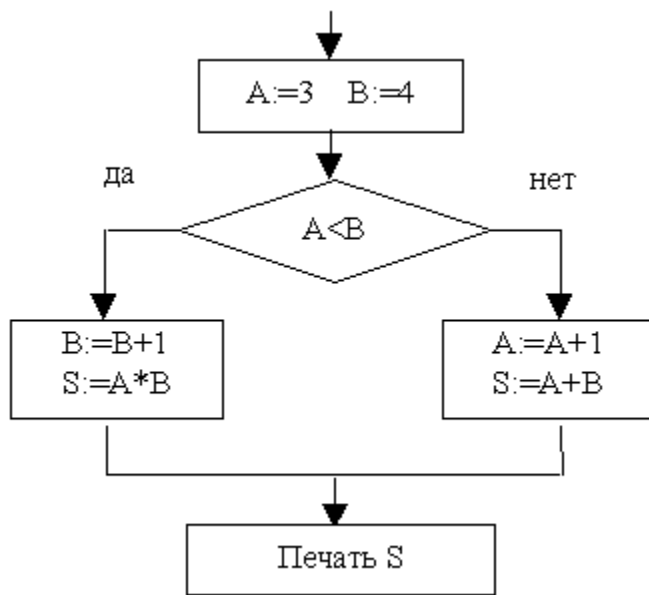 A:=3 B:=4
да
нет
A<B
B:=B+1
S:=A*B
A:=A+1
S:=A+B
Печать S